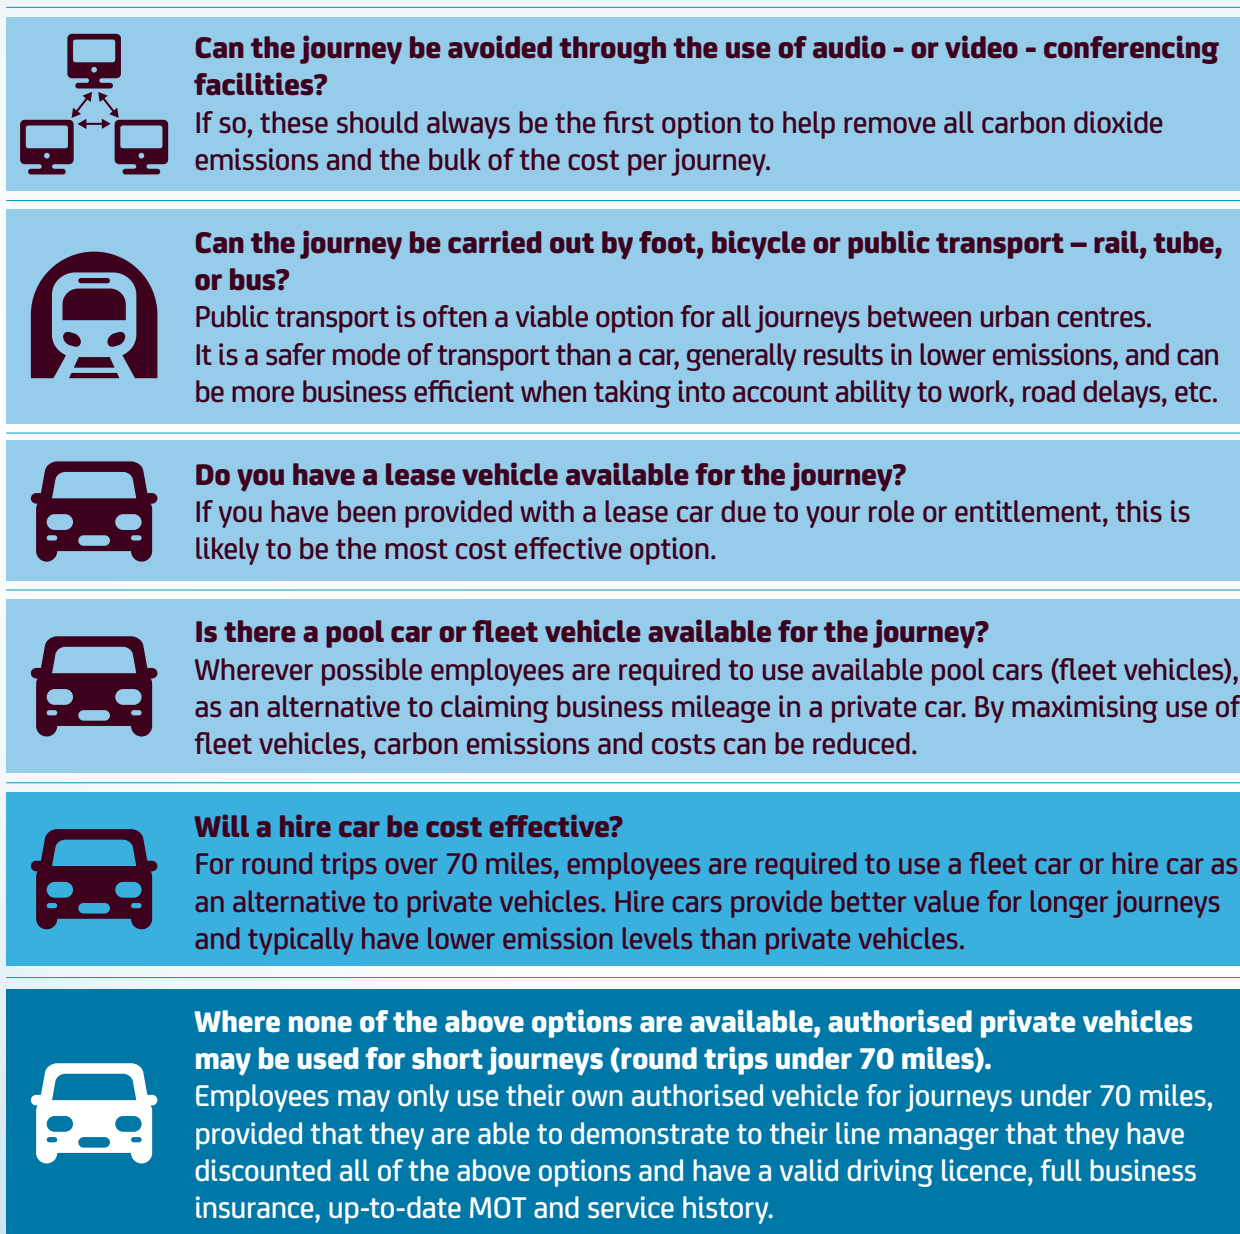 Can the journey be avoided through the use of audio - or video - conferencing
facilities?
If so, these should always be the first option to help remove all carbon dioxide
emissions and the bulk of the cost per journey.
Can the journey be carried out by foot, bicycle or public transport – rail, tube,
or bus?
Public transport is often a viable option for all journeys between urban centres.
It is a safer mode of transport than a car, generally results in lower emissions, and can
be more business efficient when taking into account ability to work, road delays, etc.
Do you have a lease vehicle available for the journey?
If you have been provided with a lease car due to your role or entitlement, this is
likely to be the most cost effective option.
Is there a pool car or fleet vehicle available for the journey?
Wherever possible employees are required to use available pool cars (fleet vehicles),
as an alternative to claiming business mileage in a private car. By maximising use of
fleet vehicles, carbon emissions and costs can be reduced.
Will a hire car be cost effective?
For round trips over 70 miles, employees are required to use a fleet car or hire car as
an alternative to private vehicles. Hire cars provide better value for longer journeys
and typically have lower emission levels than private vehicles.
Where none of the above options are available, authorised private vehicles
may be used for short journeys (round trips under 70 miles).
Employees may only use their own authorised vehicle for journeys under 70 miles,
provided that they are able to demonstrate to their line manager that they have
discounted all of the above options and have a valid driving licence, full business
insurance, up-to-date MOT and service history.